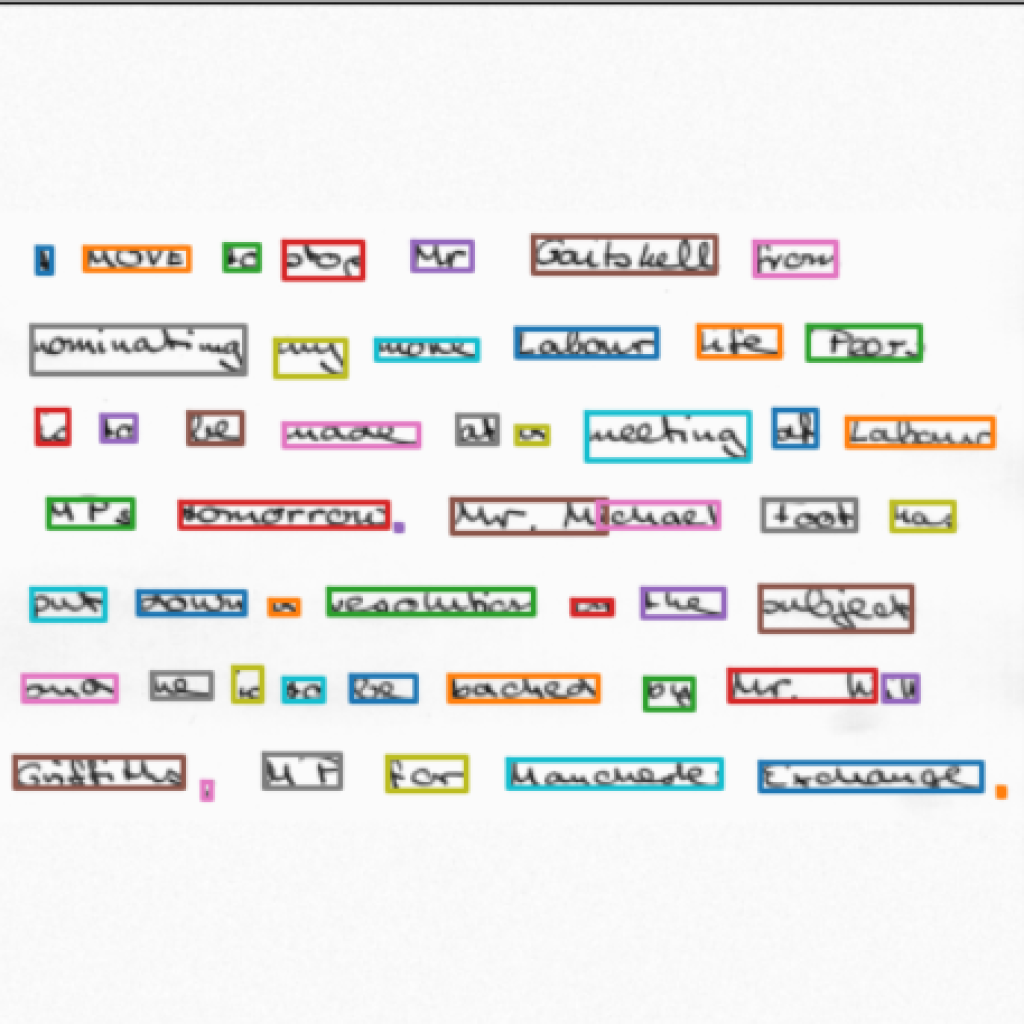 A MOVE to stop Mr Gaitskell from
nominating any more Labour life Peers
is to be made at a meeting of Labour
MPs tomorrow. Mr. Michael Foot has
put down a resolution on the subject
and he is to be backed by Mr. Will
Griffiths, MP for Manchester Exchange.